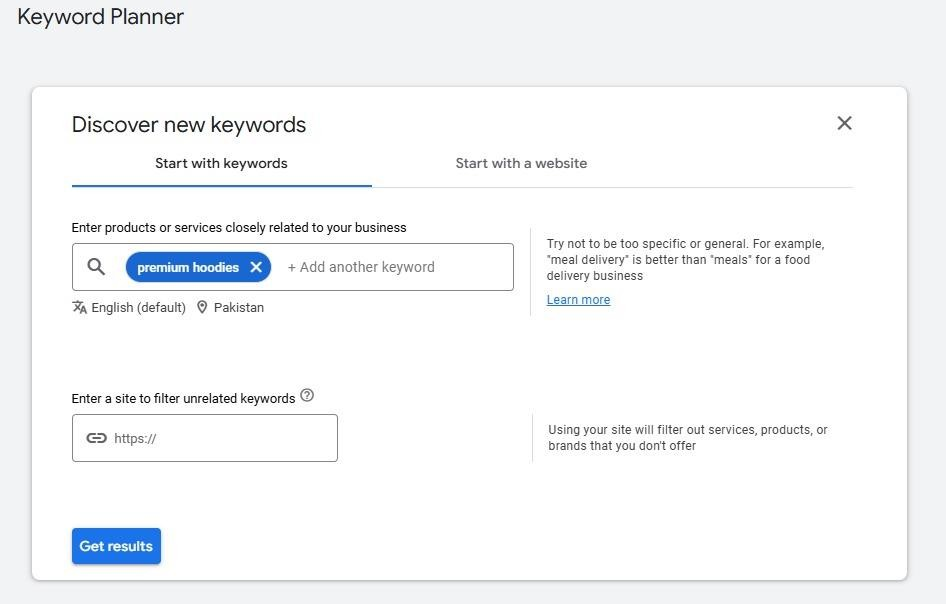 Keyword Planner
Discover new keywords
Start with keywords
Start with a website
Enter products or services closely related to your business
premium hoodies
+ Add another keyword
English (default)
Pakistan
Try not to be too specific or general. For example,
"meal delivery" is better than "meals" for a food
delivery business
Learn more
Enter a site to filter unrelated keywords
https://
Using your site will filter out services, products, or
brands that you don't offer
Get results